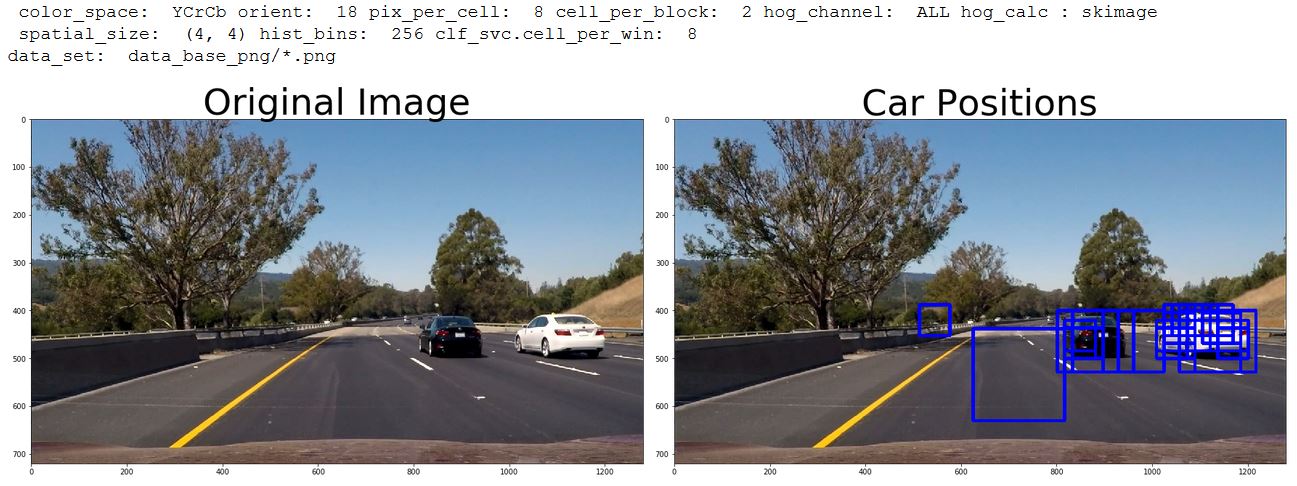 color_space:  YCrCb orient:  18 pix_per_cell:  8 cell_per_block:  2 hog_channel:  ALL hog_calc : skimage
spatial_size:  (4, 4) hist_bins:  256 clf_svc.cell_per_win:  8
data_set:  data_base_png/*.png
Original Image
Car Positions
0
100
200
300
400
500
600
700
0 200 400 600 800 1000 1200
0
100
200
300
400
500
600
700
0 200 400 600 800 1000 1200